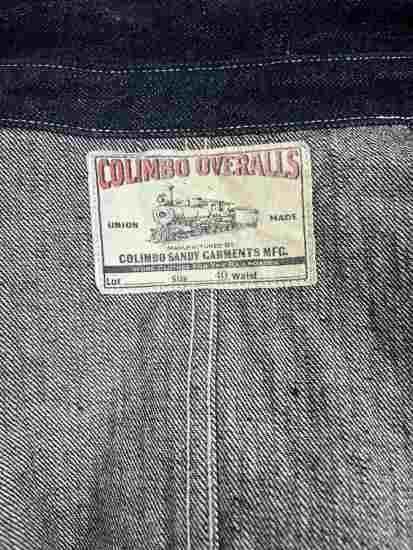 COLIMBO OVERALLS
UNION MADE
MANUFACTURED BY
COLIMBO SANDY GARMENTS MFG.
Lot Size 40 Waist